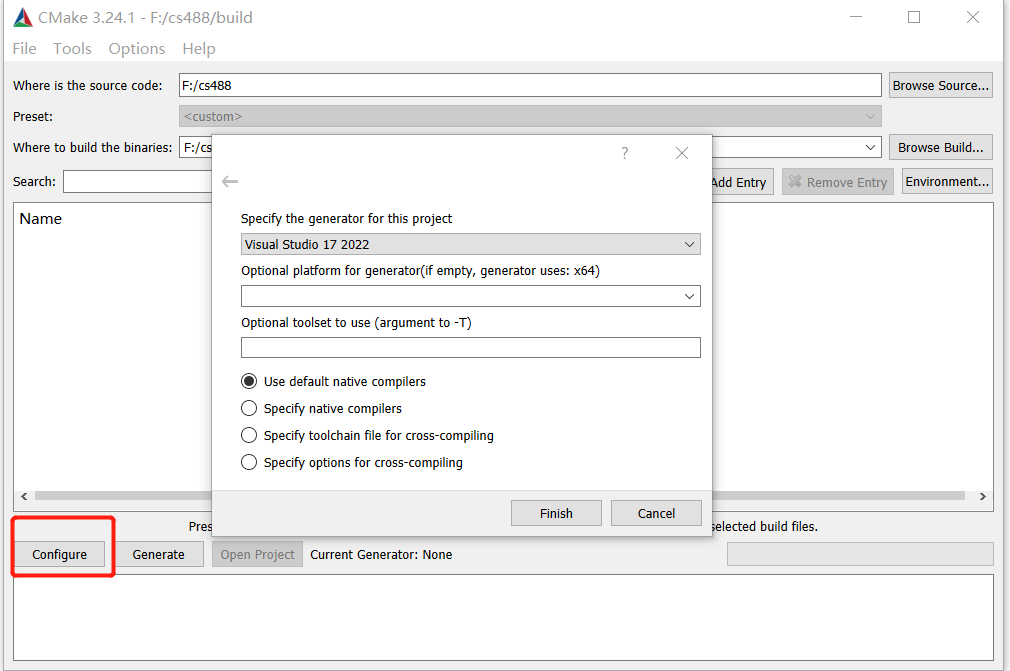 CMake 3.24.1 - F:/cs488/build
File Tools Options Help
Where is the source code: F:/cs488 Browse Source...
Preset: <custom>
Where to build the binaries: F:/cs Browse Build...
?
Search: Add Entry Remove Entry Environment...
Name
Specify the generator for this project
Visual Studio 17 2022
Optional platform for generator(if empty, generator uses: x64)
Optional toolset to use (argument to -T)
Use default native compilers
Specify native compilers
Specify toolchain file for cross-compiling
Specify options for cross-compiling
Finish Cancel
Pres selected build files.
Configure Generate Open Project Current Generator: None